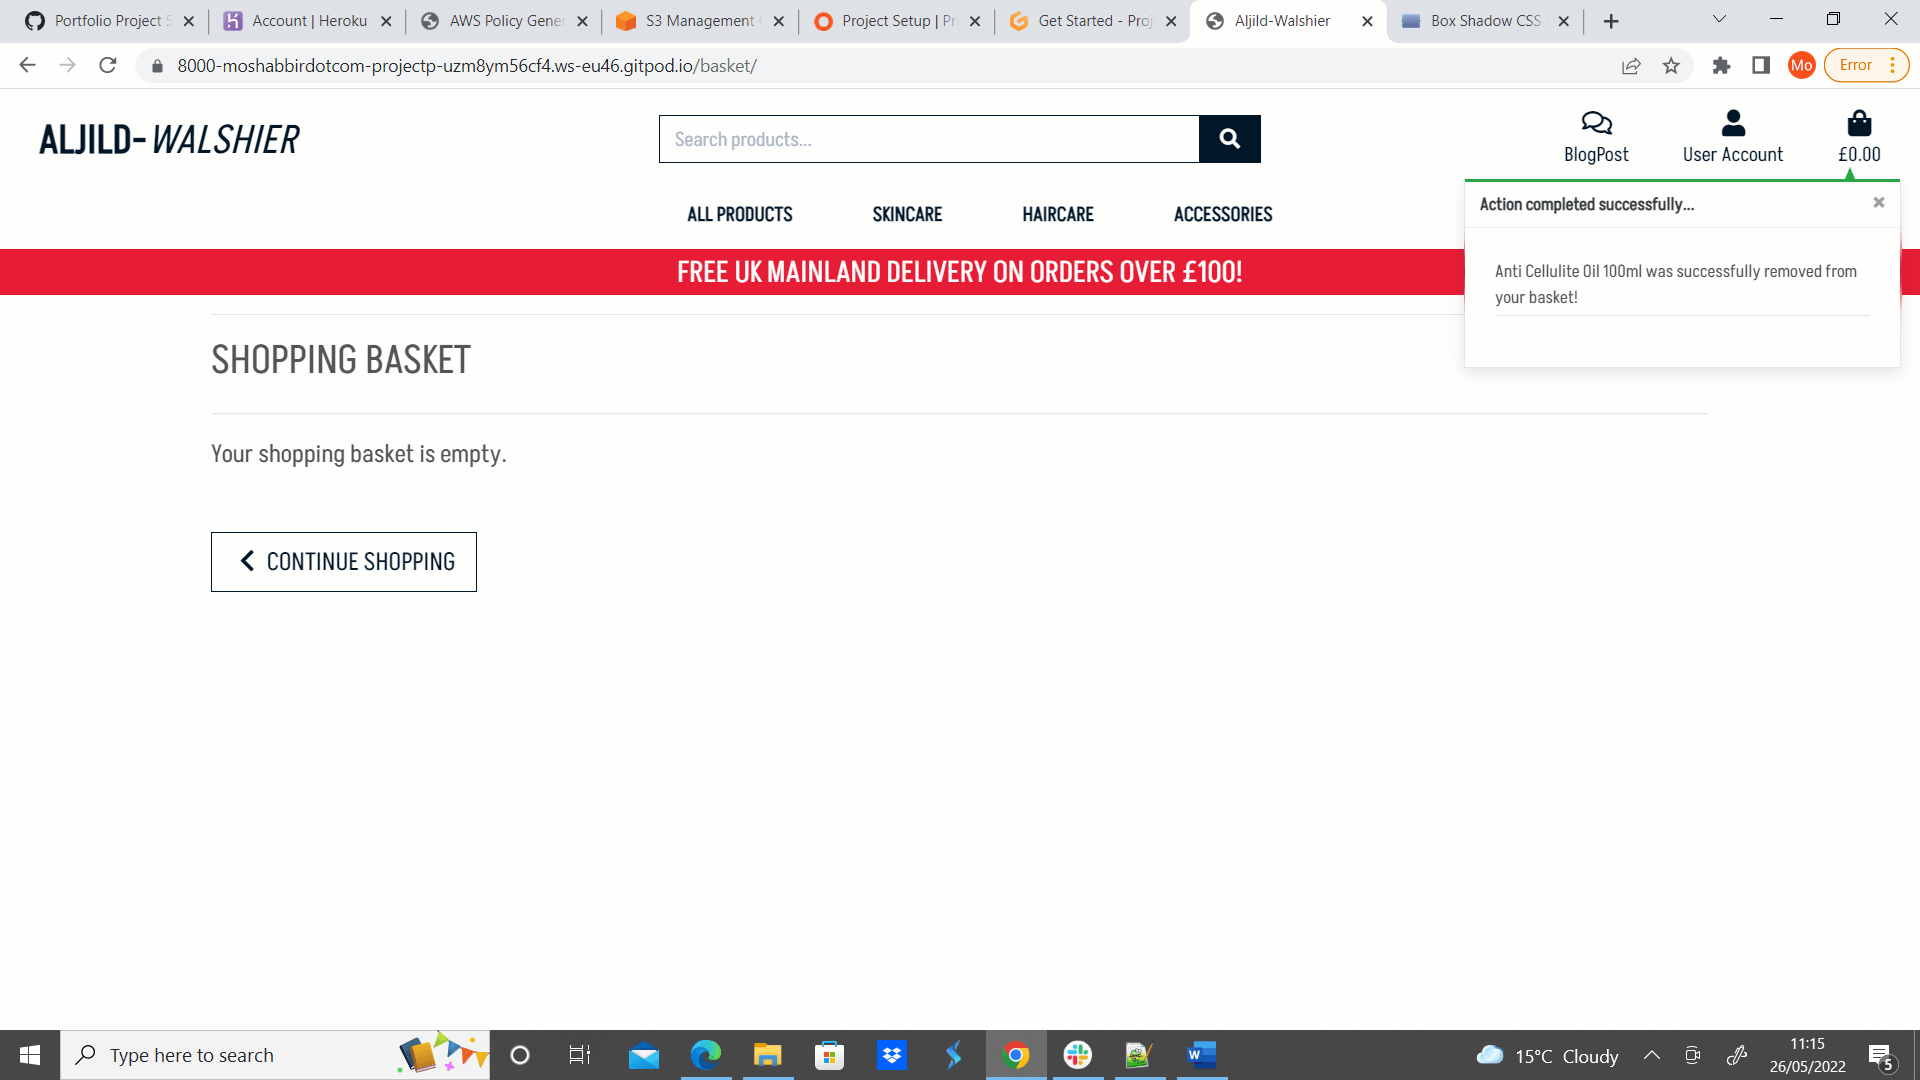 Portfolio Project 5
Account | Heroku
AWS Policy Gener
S3 Management
Project Setup | Pr
Get Started - Proj
Aljild-Walshier
Box Shadow CSS
8000-moshabbirdotcom-projectp-uzm8ym56cf4.ws-eu46.gitpod.io/basket/
Mo
Error
ALJILD-WALSHIER
Search products...
BlogPost
User Account
£0.00
ALL PRODUCTS
SKINCARE
HAIRCARE
ACCESSORIES
Action completed successfully...
FREE UK MAINLAND DELIVERY ON ORDERS OVER £100!
Anti Cellulite Oil 100ml was successfully removed from
your basket!
SHOPPING BASKET
Your shopping basket is empty.
CONTINUE SHOPPING
Type here to search
15°C Cloudy
11:15
26/05/2022
5